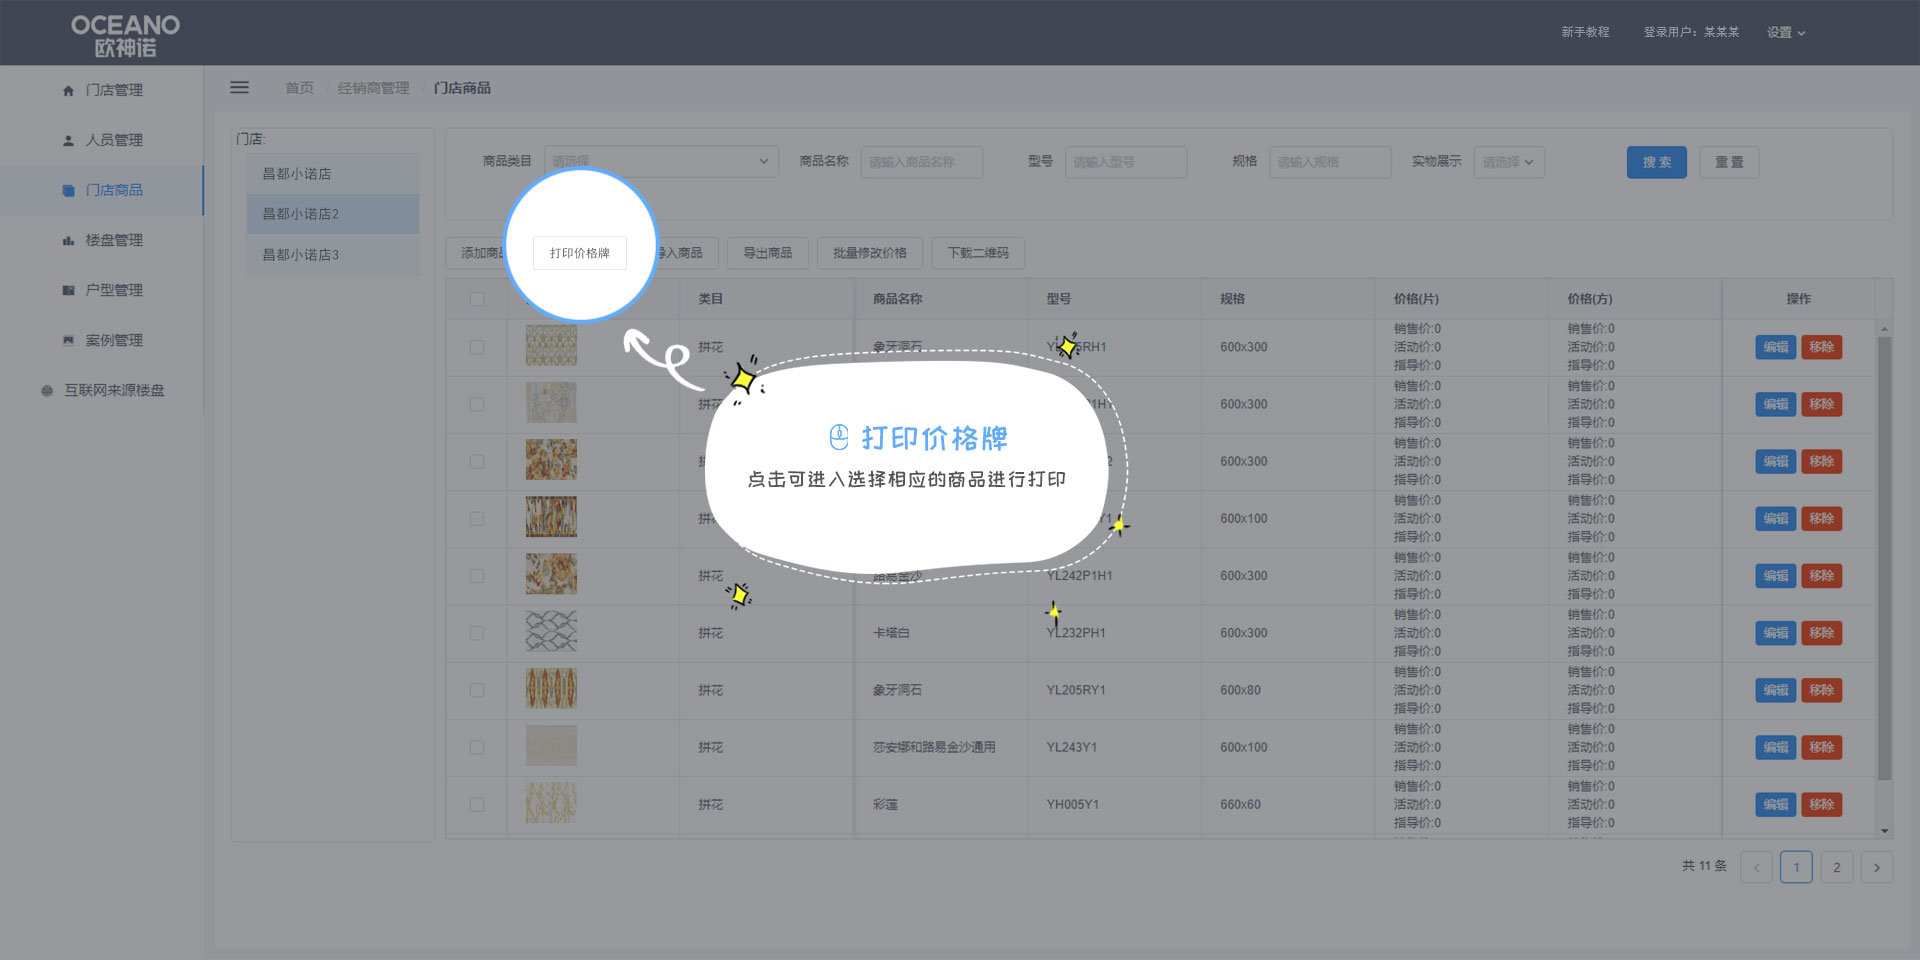 OCEANO
欧神诺
新手教程 登录用户：某某某 设置
门店管理
人员管理
门店商品
楼盘管理
户型管理
案例管理
互联网来源楼盘
首页 / 经销商管理 / 门店商品
门店:
昌都小诺店
昌都小诺店2
昌都小诺店3
商品类目 请选择 商品名称 请输入商品名称 型号 请输入型号 规格 请输入规格 实物展示 请选择 搜 索 重 置
添加商 打印价格牌 入商品 导出商品 批量修改价格 下载二维码
类目 商品名称 型号 规格 价格(片) 价格(方) 操作
销售价:0 销售价:0
拼花 象牙洞石 600x300 活动价:0 活动价:0 编辑 移除
指导价:0 指导价:0
销售价:0 销售价:0
拼花 600x300 活动价:0 活动价:0 编辑 移除
指导价:0 指导价:0
销售价:0 销售价:0
600x300 活动价:0 活动价:0 编辑 移除
指导价:0 指导价:0
销售价:0 销售价:0
600x100 活动价:0 活动价:0 编辑 移除
指导价:0 指导价:0
销售价:0 销售价:0
拼花 路易金沙 YL242P1H1 600x300 活动价:0 活动价:0 编辑 移除
指导价:0 指导价:0
销售价:0 销售价:0
拼花 卡塔白 YL232PH1 600x300 活动价:0 活动价:0 编辑 移除
指导价:0 指导价:0
销售价:0 销售价:0
拼花 象牙洞石 YL205RY1 600x80 活动价:0 活动价:0 编辑 移除
指导价:0 指导价:0
销售价:0 销售价:0
拼花 莎安娜和路易金沙通用 YL243Y1 600x100 活动价:0 活动价:0 编辑 移除
指导价:0 指导价:0
销售价:0 销售价:0
拼花 彩莲 YH005Y1 660x60 活动价:0 活动价:0 编辑 移除
指导价:0 指导价:0
打印价格牌
点击可进入选择相应的商品进行打印
共 11 条 < 1 2 >